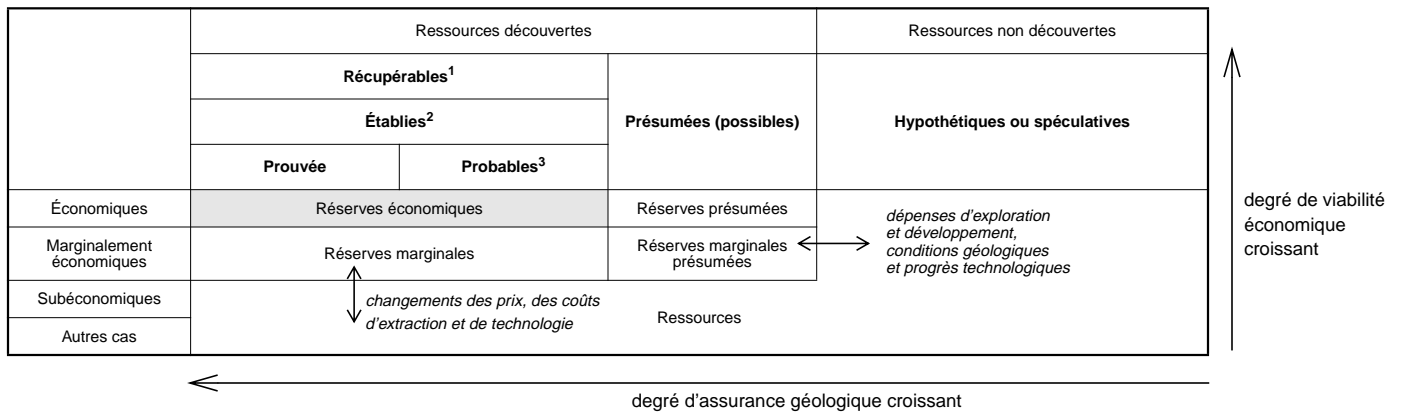 Ressources découvertes
Ressources non découvertes
Récupérables1
Établies2
Présumées (possibles)
Hypothétiques ou spéculatives
Prouvée
Probables3
Économiques
Réserves économiques
Réserves présumées
Marginalement
économiques
Réserves marginales
Réserves marginales
présumées
dépenses d'exploration
et développement,
conditions géologiques
et progrès technologiques
Subéconomiques
changements des prix, des coûts
d'extraction et de technologie
Ressources
Autres cas
degré de viabilité
économique
croissant
degré d'assurance géologique croissant